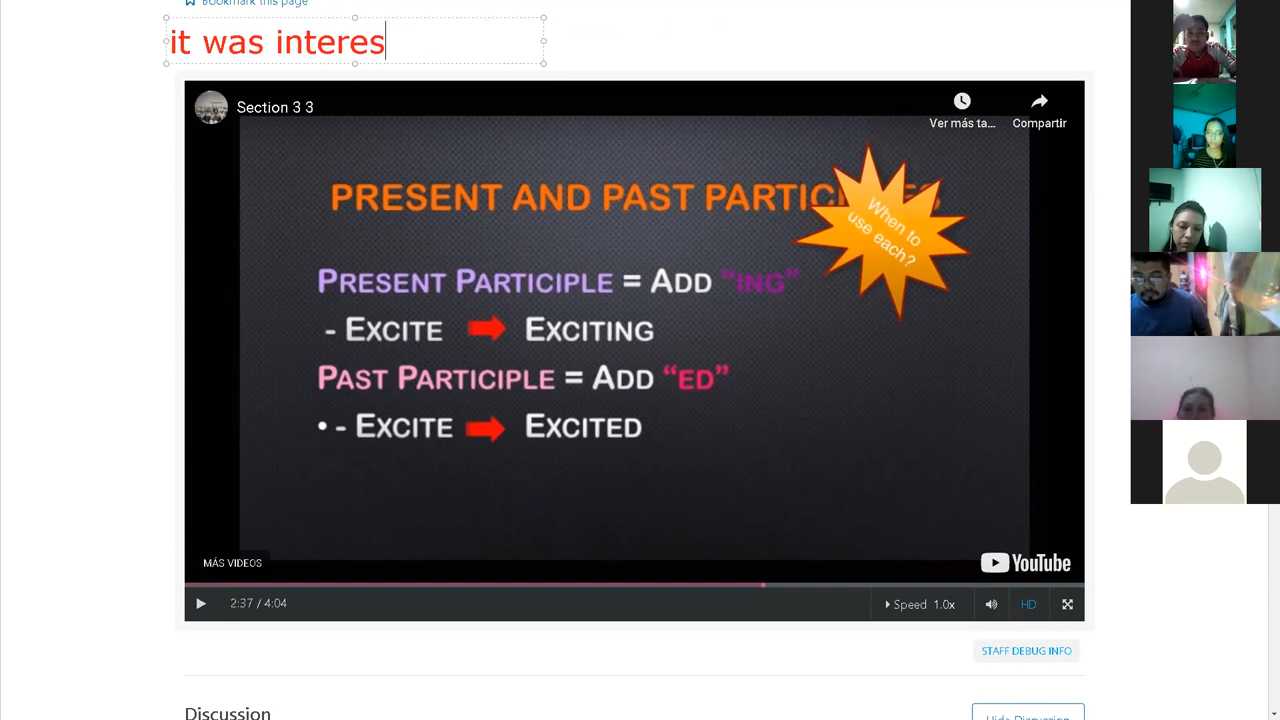 Bookmark this page
it was interes
Section 3 3
Ver más ta...
Compartir
PRESENT AND PAST
When to
use each?
PRESENT PARTICIPLE = ADD "ING"
- EXCITE EXCITING
PAST PARTICIPLE = ADD "ED"
• - EXCITE EXCITED
MÁS VIDEOS
YouTube
2:37 / 4:04
Speed 1.0x
HD
STAFF DEBUG INFO
Discussion
Hide Discussion